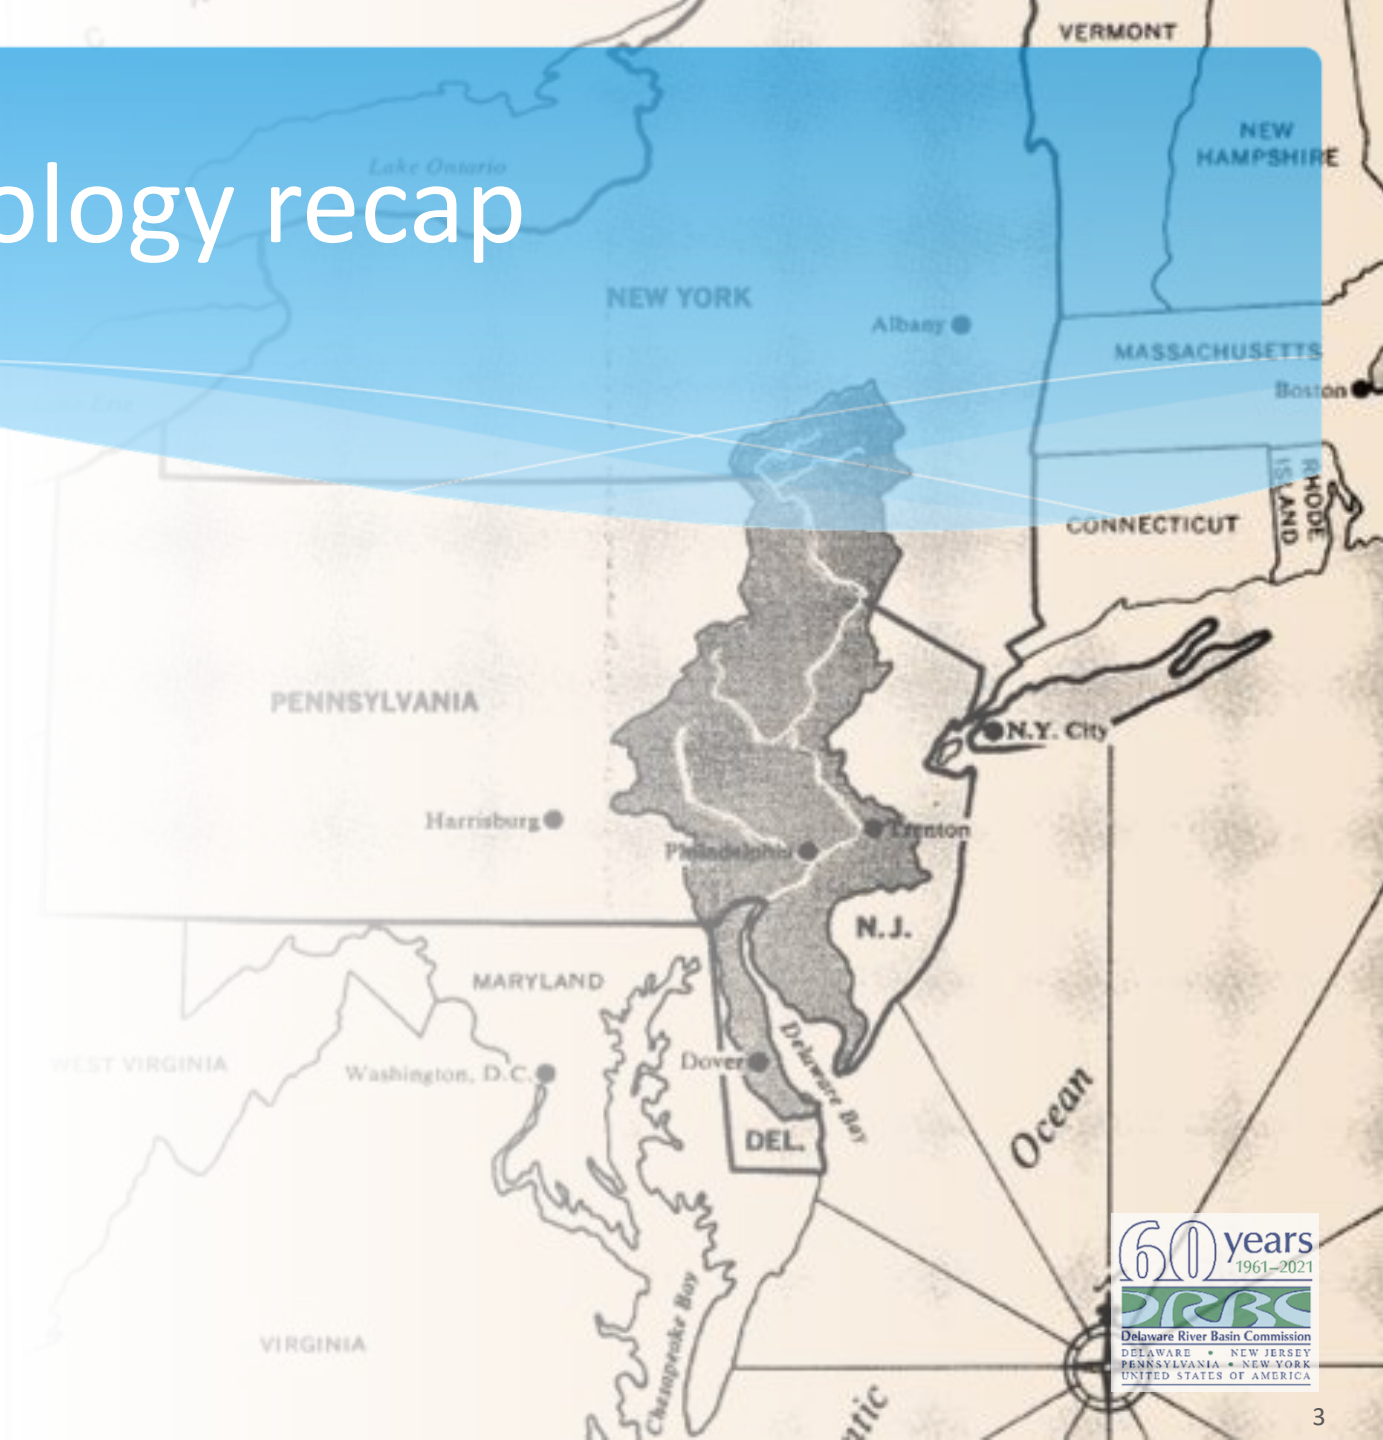 VERMONT
NEW
HAMPSHIRE
Lake Ontario
ology recap
NEW YORK
Albany
MASSACHUSETTS
Boston
Erie
RHODE
ISLAND
CONNECTICUT
PENNSYLVANIA
N.Y. City
Harrisburg
Trenton
Philadelphia
N.J.
MARYLAND
WEST VIRGINIA
Washington, D.C.
Dover
Delaware Bay
DEL.
Ocean
VIRGINIA
Chesapeake Bay
ntic
60 years
1961–2021
DRBC
Delaware River Basin Commission
DELAWARE • NEW JERSEY
PENNSYLVANIA • NEW YORK
UNITED STATES OF AMERICA
3